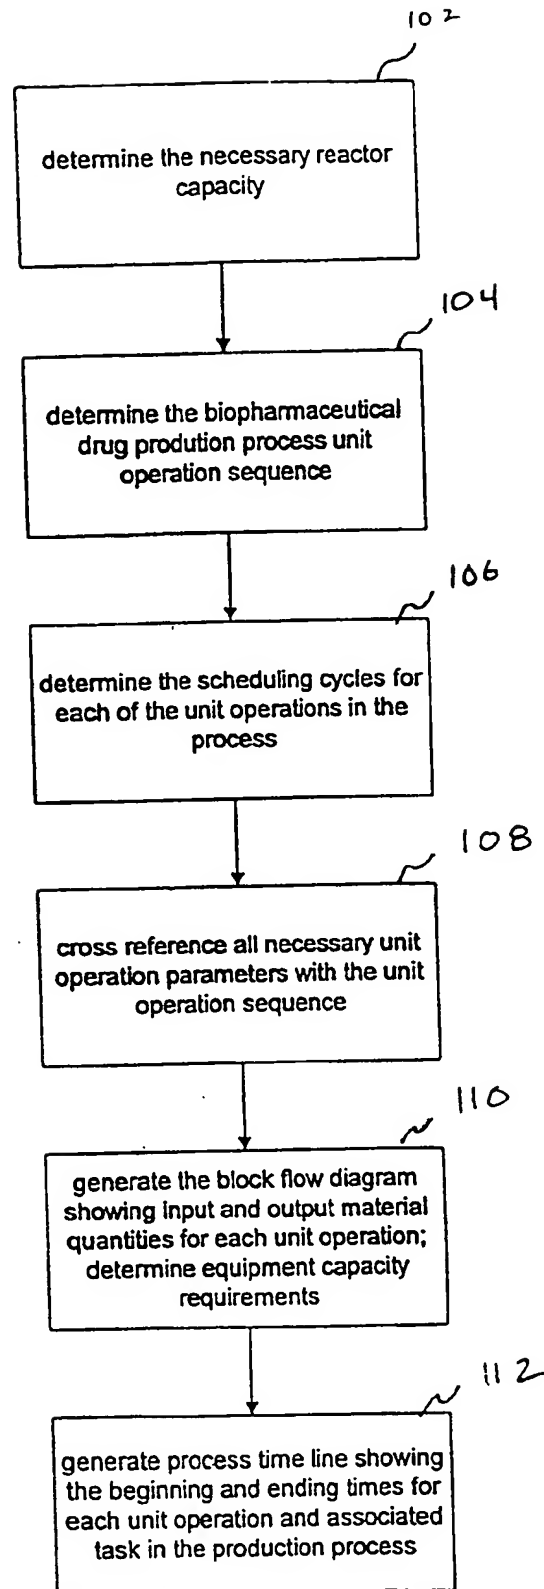 102
determine the necessary reactor
capacity
104
determine the biopharmaceutical
drug prodution process unit
operation sequence
106
determine the scheduling cycles for
each of the unit operations in the
process
108
cross reference all necessary unit
operation parameters with the unit
operation sequence
110
generate the block flow diagram
showing input and output material
quantities for each unit operation;
determine equipment capacity
requirements
112
generate process time line showing
the beginning and ending times for
each unit operation and associated
task in the production process